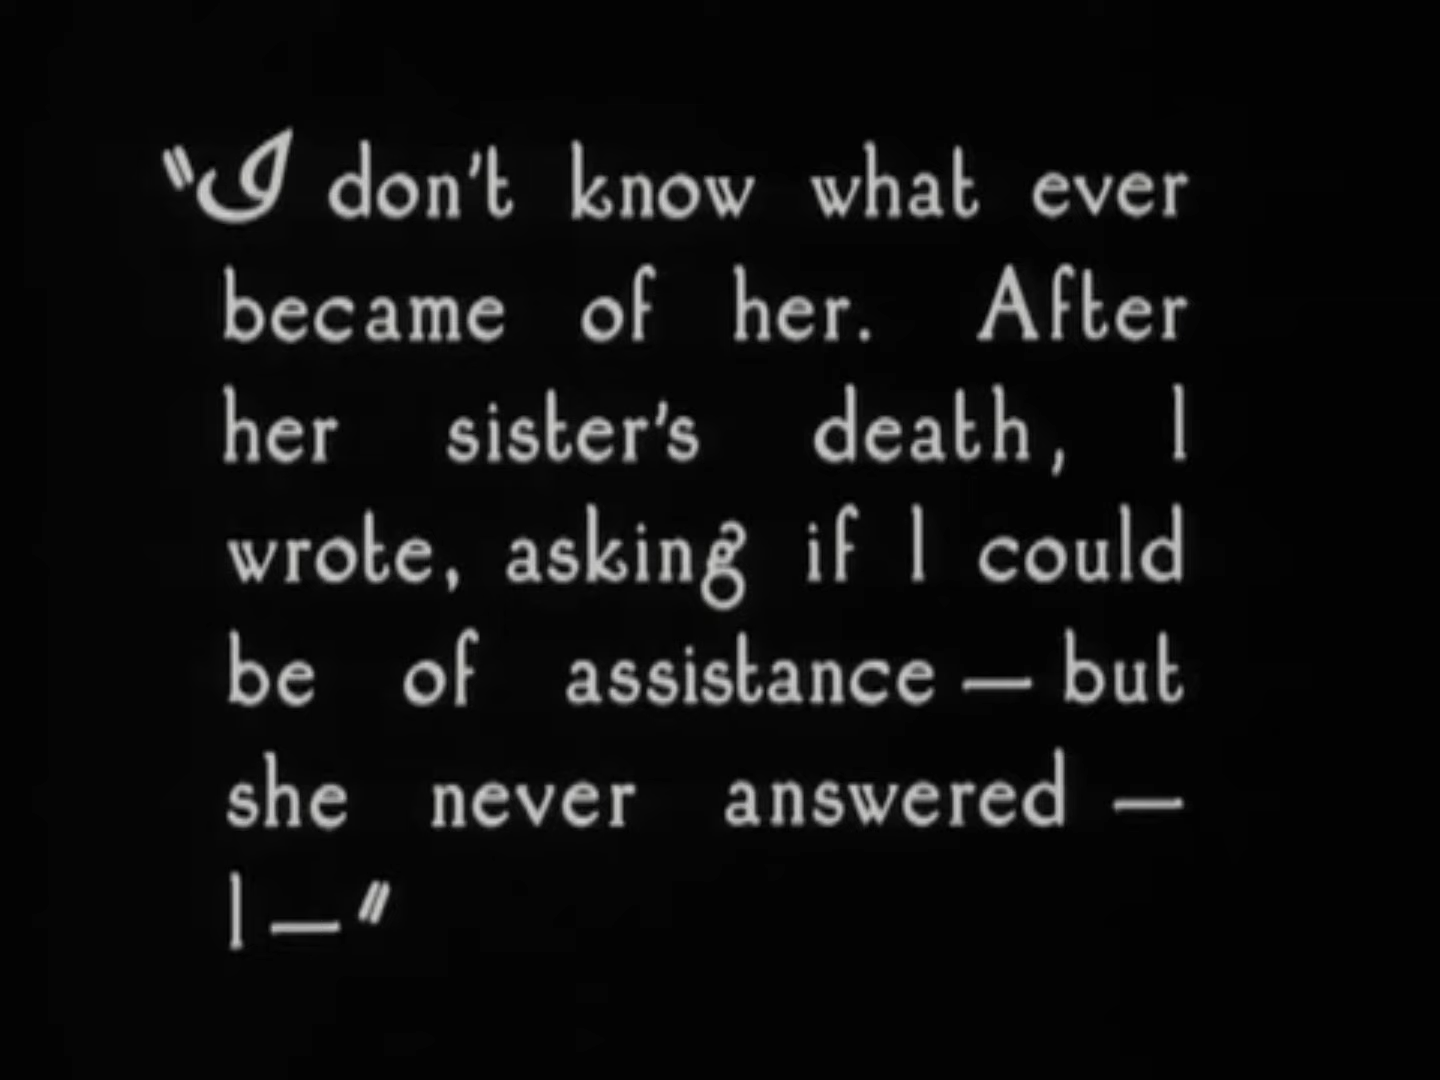 "I don't know what ever
became of her. After
her sister's death, I
wrote, asking if I could
be of assistance — but
she never answered —
I — "